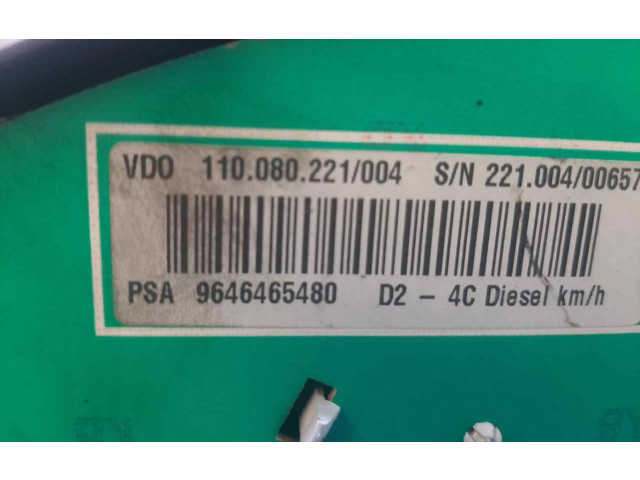 VDO 110.080.221/004 S/N 221.004/00657
PSA 9646465480 D2 - 4C Diesel km/h